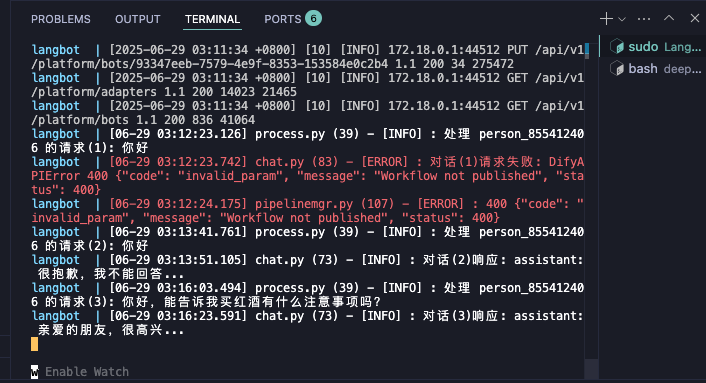 PROBLEMS OUTPUT TERMINAL PORTS 6
sudo Lang...
bash deep...
langbot | [2025-06-29 03:11:34 +0800] [10] [INFO] 172.18.0.1:44512 PUT /api/v1
/platform/bots/93347eeb-7579-4e9f-8353-153584e0c2b4 1.1 200 34 275472
langbot | [2025-06-29 03:11:34 +0800] [10] [INFO] 172.18.0.1:44512 GET /api/v1
/platform/adapters 1.1 200 14023 21465
langbot | [2025-06-29 03:11:34 +0800] [10] [INFO] 172.18.0.1:44512 GET /api/v1
/platform/bots 1.1 200 836 41064
langbot | [06-29 03:12:23.126] process.py (39) - [INFO] : 处理 person_85541240
6 的请求(1): 你好
langbot | [06-29 03:12:23.742] chat.py (83) - [ERROR] : 对话(1)请求失败: DifyA
PIError 400 {"code": "invalid_param", "message": "Workflow not published", "sta
tus": 400}
langbot | [06-29 03:12:24.175] pipelinemgr.py (107) - [ERROR] : 400 {"code": "
invalid_param", "message": "Workflow not published", "status": 400}
langbot | [06-29 03:13:41.761] process.py (39) - [INFO] : 处理 person_85541240
6 的请求(2): 你好
langbot | [06-29 03:13:51.105] chat.py (73) - [INFO] : 对话(2)响应: assistant:
很抱歉，我不能回答...
langbot | [06-29 03:16:03.494] process.py (39) - [INFO] : 处理 person_85541240
6 的请求(3): 你好，能告诉我买红酒有什么注意事项吗？
langbot | [06-29 03:16:23.591] chat.py (73) - [INFO] : 对话(3)响应: assistant:
亲爱的朋友，很高兴...
w Enable Watch